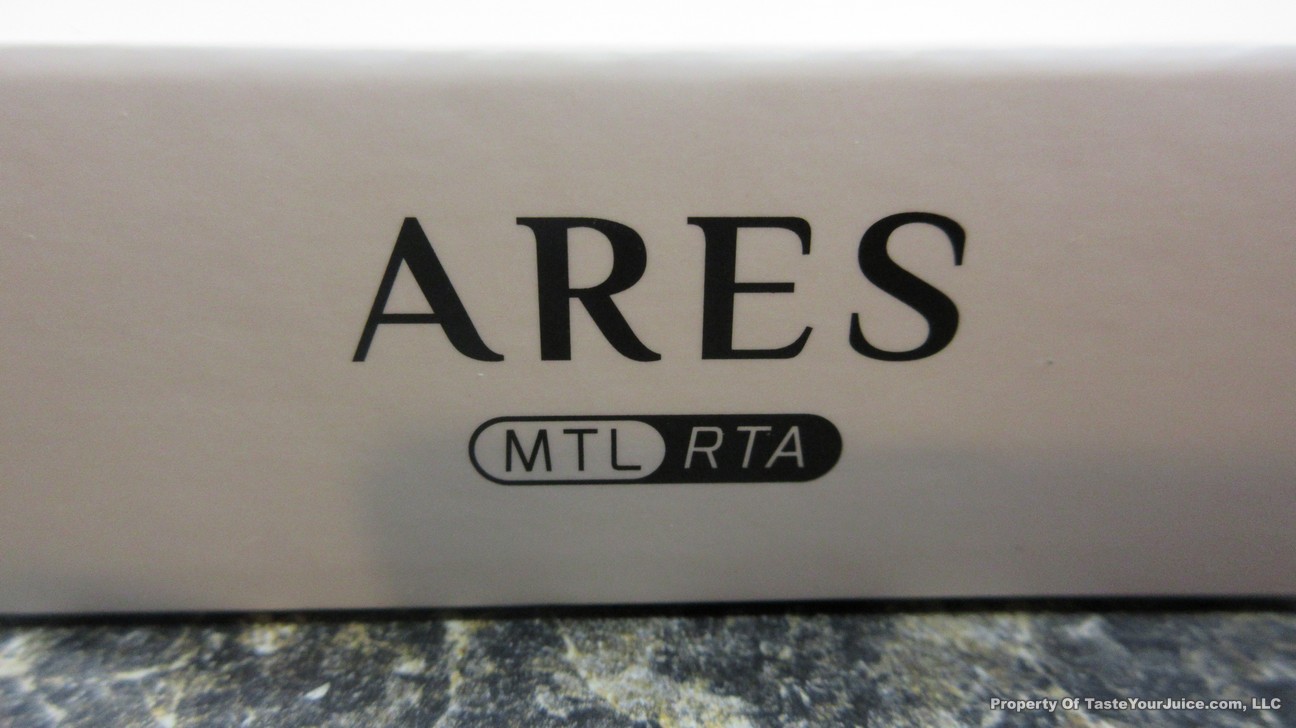 ARES
MTL RTA
Property Of TasteYourJuice.com, LLC